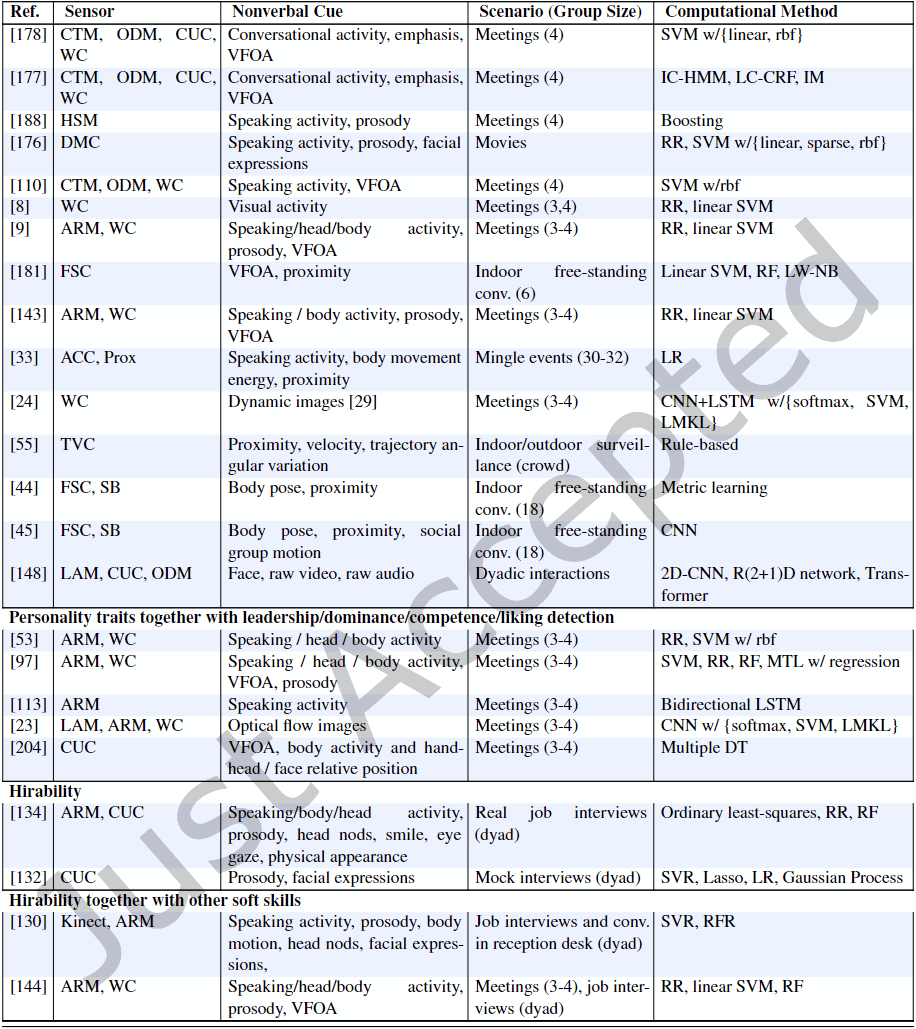 Ref. Sensor Nonverbal Cue Scenario (Group Size) Computational Method
[178] CTM, ODM, CUC, Conversational activity, emphasis, Meetings (4) SVM w/{linear, rbf}
WC VFOA
[177] CTM, ODM, CUC, Conversational activity, emphasis, Meetings (4) IC-HMM, LC-CRF, IM
WC VFOA
[188] HSM Speaking activity, prosody Meetings (4) Boosting
[176] DMC Speaking activity, prosody, facial Movies RR, SVM w/{linear, sparse, rbf}
expressions
[110] CTM, ODM, WC Speaking activity, VFOA Meetings (4) SVM w/rbf
[8] WC Visual activity Meetings (3,4) RR, linear SVM
[9] ARM, WC Speaking/head/body activity, Meetings (3-4) RR, linear SVM
prosody, VFOA
[181] FSC VFOA, proximity Indoor free-standing Linear SVM, RF, LW-NB
conv. (6)
[143] ARM, WC Speaking / body activity, prosody, Meetings (3-4) RR, linear SVM
VFOA
[33] ACC, Prox Speaking activity, body movement Mingle events (30-32) LR
energy, proximity
[24] WC Dynamic images [29] Meetings (3-4) CNN+LSTM w/{softmax, SVM,
LMKL}
[55] TVC Proximity, velocity, trajectory an- Indoor/outdoor surveil- Rule-based
gular variation lance (crowd)
[44] FSC, SB Body pose, proximity Indoor free-standing Metric learning
conv. (18)
[45] FSC, SB Body pose, proximity, social Indoor free-standing CNN
group motion conv. (18)
[148] LAM, CUC, ODM Face, raw video, raw audio Dyadic interactions 2D-CNN, R(2+1)D network, Trans-
former
Personality traits together with leadership/dominance/competence/liking detection
[53] ARM, WC Speaking / head / body activity Meetings (3-4) RR, SVM w/ rbf
[97] ARM, WC Speaking / head / body activity, Meetings (3-4) SVM, RR, RF, MTL w/ regression
VFOA, prosody
[113] ARM Speaking activity Meetings (3-4) Bidirectional LSTM
[23] LAM, ARM, WC Optical flow images Meetings (3-4) CNN w/ {softmax, SVM, LMKL}
[204] CUC VFOA, body activity and hand- Meetings (3-4) Multiple DT
head / face relative position
Hirability
[134] ARM, CUC Speaking/body/head activity, Real job interviews Ordinary least-squares, RR, RF
prosody, head nods, smile, eye (dyad)
gaze, physical appearance
[132] CUC Prosody, facial expressions Mock interviews (dyad) SVR, Lasso, LR, Gaussian Process
Hirability together with other soft skills
[130] Kinect, ARM Speaking activity, prosody, body Job interviews and conv. SVR, RFR
motion, head nods, facial expres- in reception desk (dyad)
sions,
[144] ARM, WC Speaking/head/body activity, Meetings (3-4), job inter- RR, linear SVM, RF
prosody, VFOA views (dyad)
Just Accepted